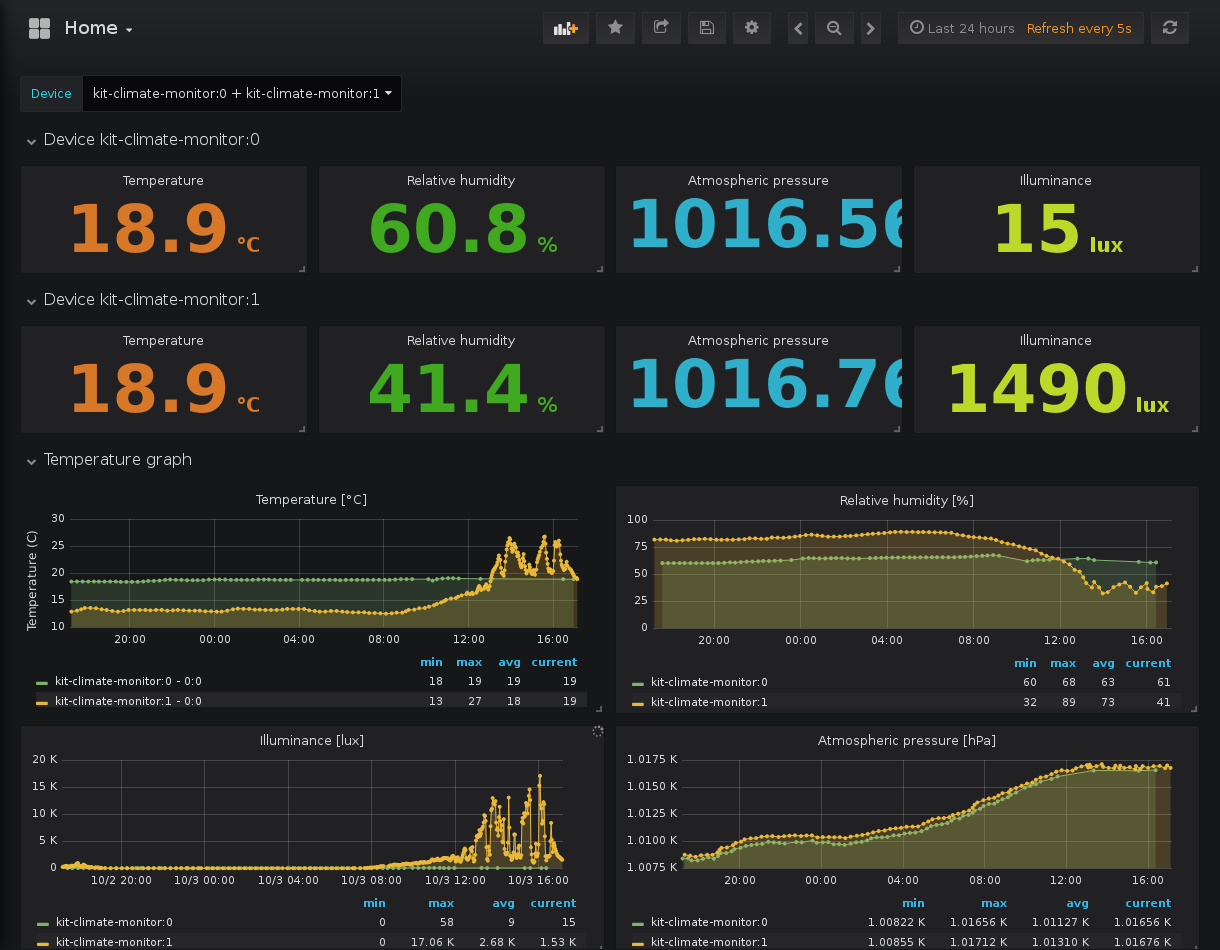 Home
Last 24 hours Refresh every 5s
Device kit-climate-monitor:0 + kit-climate-monitor:1
Device kit-climate-monitor:0
Temperature Relative humidity Atmospheric pressure Illuminance
18.9 °C 60.8 % 1016.56 15 lux
Device kit-climate-monitor:1
Temperature Relative humidity Atmospheric pressure Illuminance
18.9 °C 41.4 % 1016.76 1490 lux
Temperature graph
Temperature [°C]
Temperature (C)
30
25
20
15
10
20:00 00:00 04:00 08:00 12:00 16:00
min max avg current
kit-climate-monitor:0 - 0:0 18 19 19 19
kit-climate-monitor:1 - 0:0 13 27 18 19
Relative humidity [%]
100
75
50
25
0
20:00 00:00 04:00 08:00 12:00 16:00
min max avg current
kit-climate-monitor:0 60 68 63 61
kit-climate-monitor:1 32 89 73 41
Illuminance [lux]
20 K
15 K
10 K
5 K
0
10/2 20:00 10/3 00:00 10/3 04:00 10/3 08:00 10/3 12:00 10/3 16:00
min max avg current
kit-climate-monitor:0 0 58 9 15
kit-climate-monitor:1 0 17.06 K 2.68 K 1.53 K
Atmospheric pressure [hPa]
1.0175 K
1.0150 K
1.0125 K
1.0100 K
1.0075 K
20:00 00:00 04:00 08:00 12:00 16:00
min max avg current
kit-climate-monitor:0 1.00822 K 1.01656 K 1.01127 K 1.01656 K
kit-climate-monitor:1 1.00855 K 1.01712 K 1.01310 K 1.01676 K